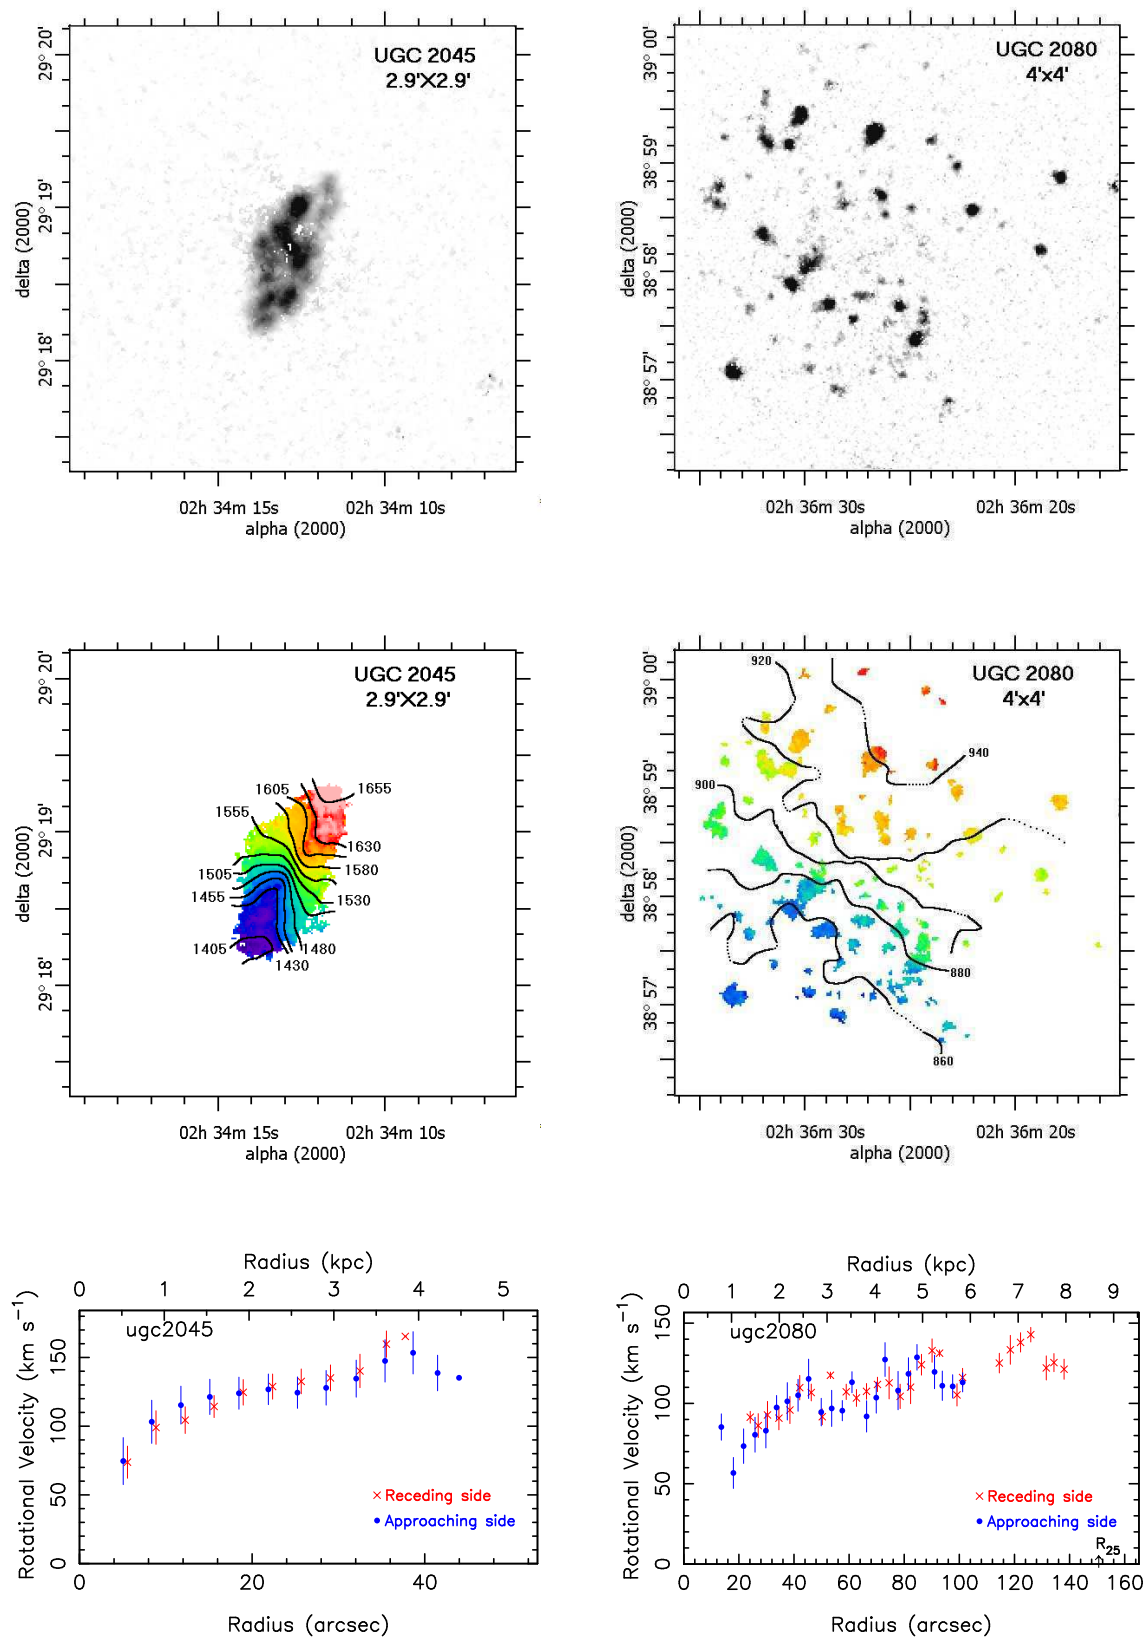 UGC 2045
2.9'X2.9'
29° 20'
29° 19'
29° 18'
delta (2000)
02h 34m 15s 02h 34m 10s
alpha (2000)
UGC 2080
4'x4'
39° 00'
38° 59'
38° 58'
38° 57'
delta (2000)
02h 36m 30s 02h 36m 20s
alpha (2000)
UGC 2045
2.9'X2.9'
29° 20'
29° 19'
29° 18'
delta (2000)
1605 1655
1555
1630
1505 1580
1455 1530
1405 1480
1430
02h 34m 15s 02h 34m 10s
alpha (2000)
UGC 2080
4'x4'
39° 00'
38° 59'
38° 58'
38° 57'
delta (2000)
920
940
900
880
860
02h 36m 30s 02h 36m 20s
alpha (2000)
Radius (kpc)
0 1 2 3 4 5
ugc2045
Rotational Velocity (km s⁻¹)
150
100
50
0
× Receding side
• Approaching side
0 20 40
Radius (arcsec)
Radius (kpc)
0 1 2 3 4 5 6 7 8 9
ugc2080
Rotational Velocity (km s⁻¹)
150
100
50
0
× Receding side
• Approaching side
R25
0 20 40 60 80 100 120 140 160
Radius (arcsec)